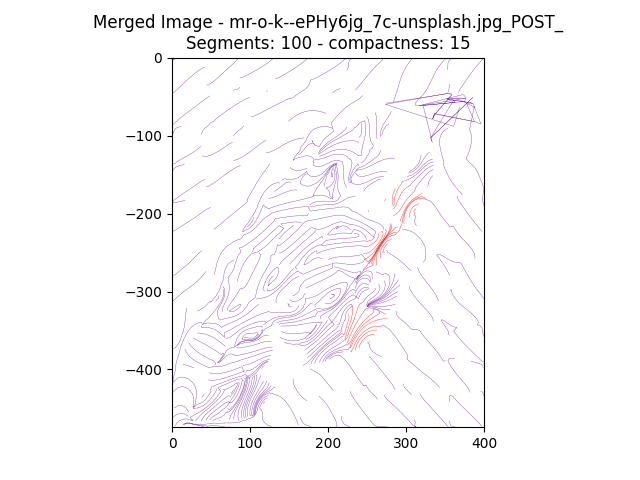 Merged Image - mr-o-k--ePHy6jg_7c-unsplash.jpg_POST_
Segments: 100 - compactness: 15
0
−100
−200
−300
−400
0 100 200 300 400